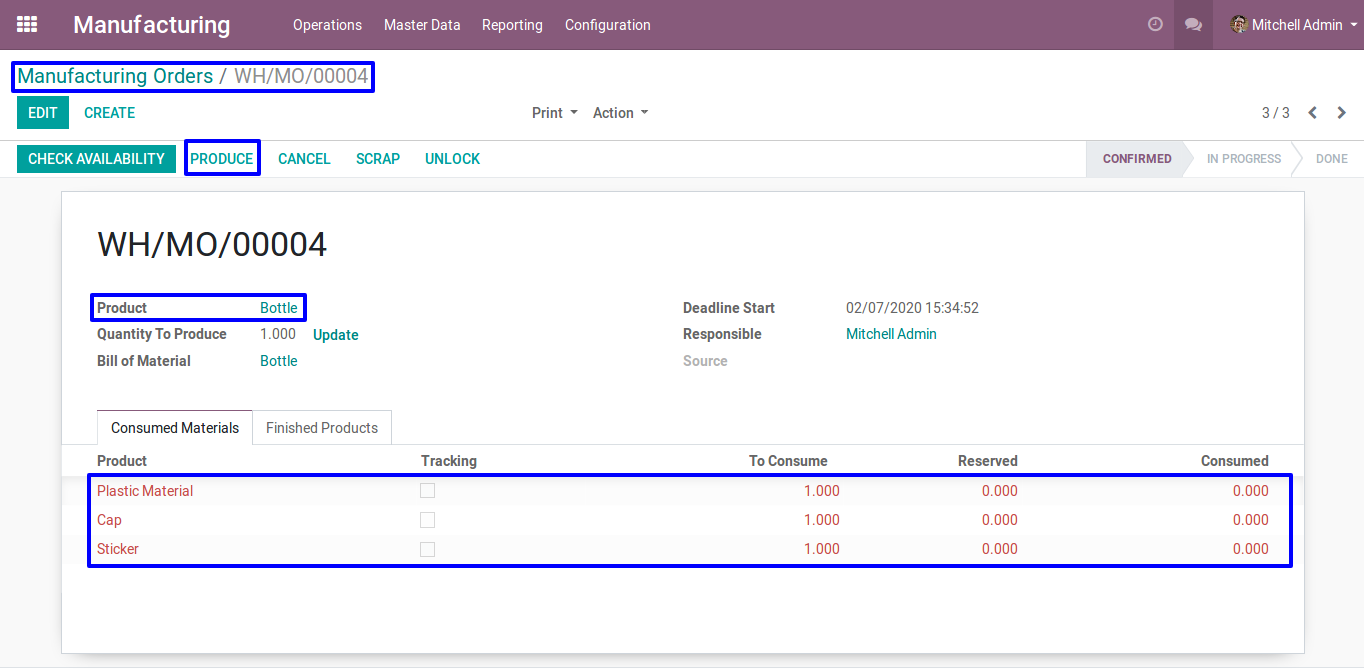 Manufacturing Operations Master Data Reporting Configuration Mitchell Admin
Manufacturing Orders / WH/MO/00004
EDIT CREATE Print Action 3 / 3
CHECK AVAILABILITY PRODUCE CANCEL SCRAP UNLOCK CONFIRMED IN PROGRESS DONE
WH/MO/00004
Product Bottle Deadline Start 02/07/2020 15:34:52
Quantity To Produce 1.000 Update Responsible Mitchell Admin
Bill of Material Bottle Source
Consumed Materials Finished Products
Product Tracking To Consume Reserved Consumed
Plastic Material 1.000 0.000 0.000
Cap 1.000 0.000 0.000
Sticker 1.000 0.000 0.000